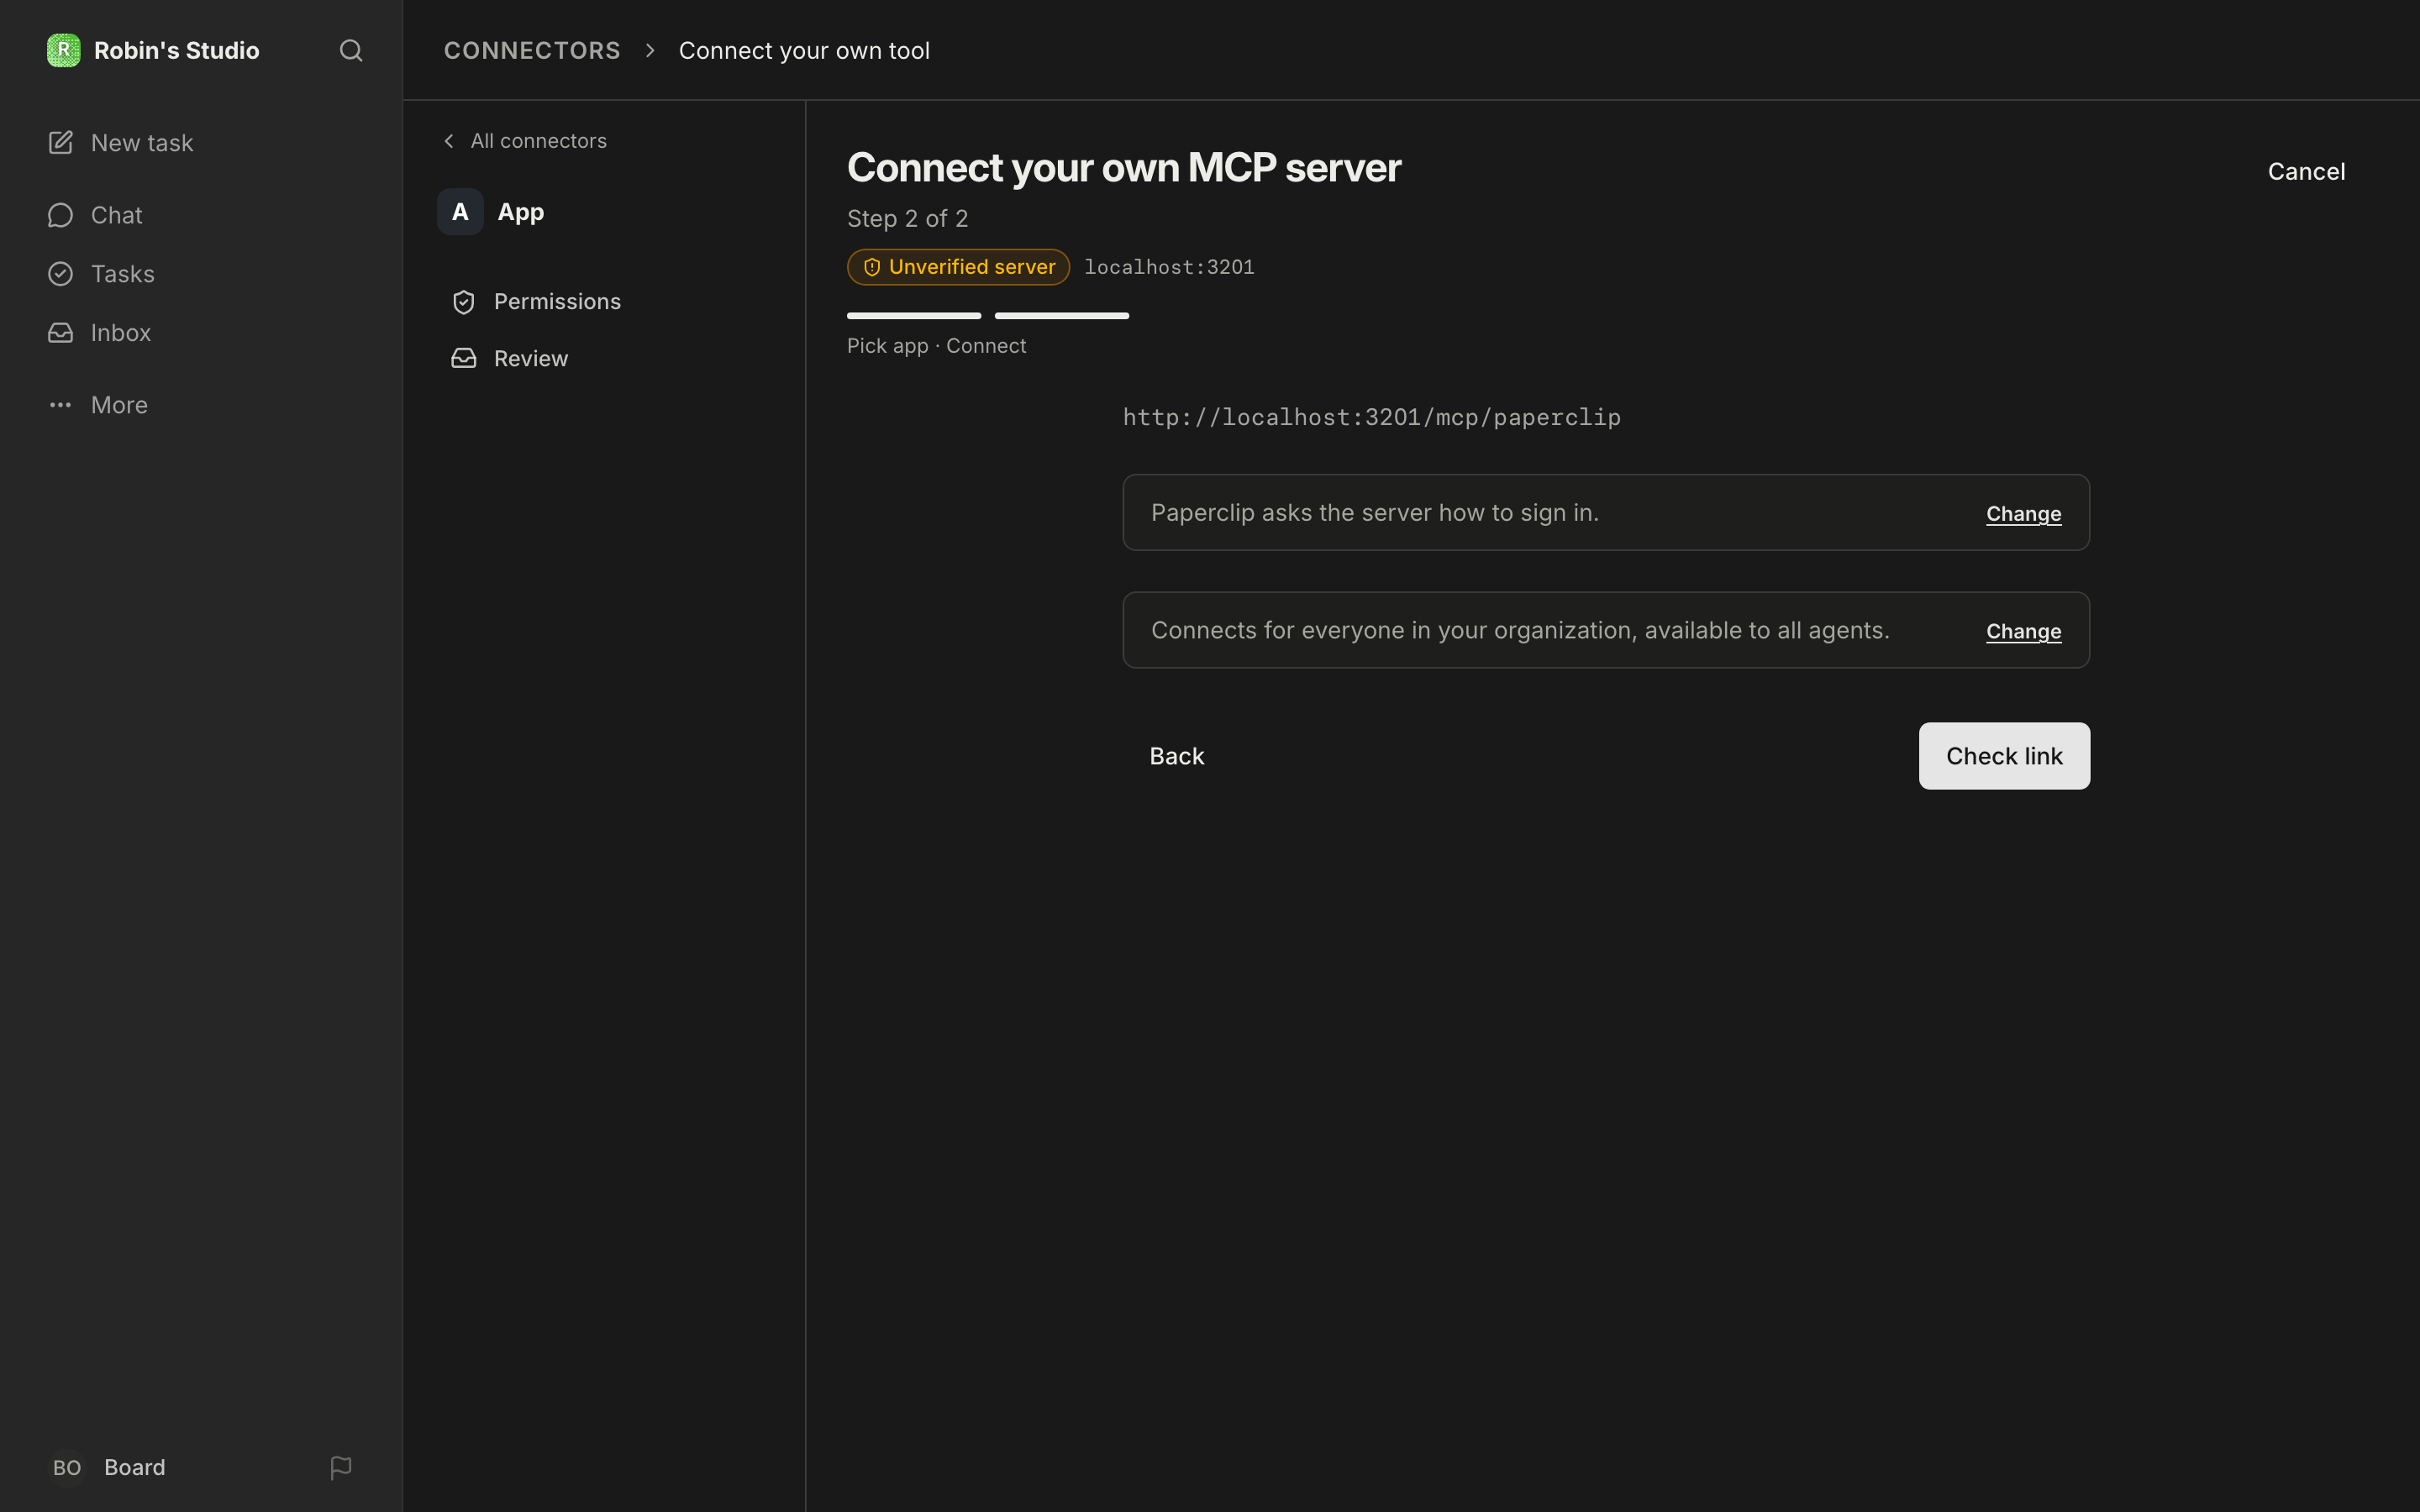 R Robin's Studio
New task
Chat
Tasks
Inbox
More
BO Board
CONNECTORS > Connect your own tool
All connectors
A App
Permissions
Review
Connect your own MCP server
Cancel
Step 2 of 2
Unverified server localhost:3201
Pick app · Connect
http://localhost:3201/mcp/paperclip
Paperclip asks the server how to sign in. Change
Connects for everyone in your organization, available to all agents. Change
Back Check link